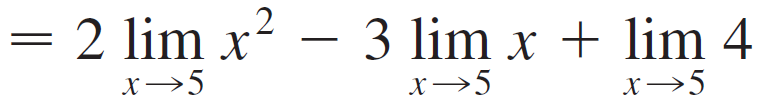 = 2 lim x² − 3 lim x + lim 4
x→5 x→5 x→5